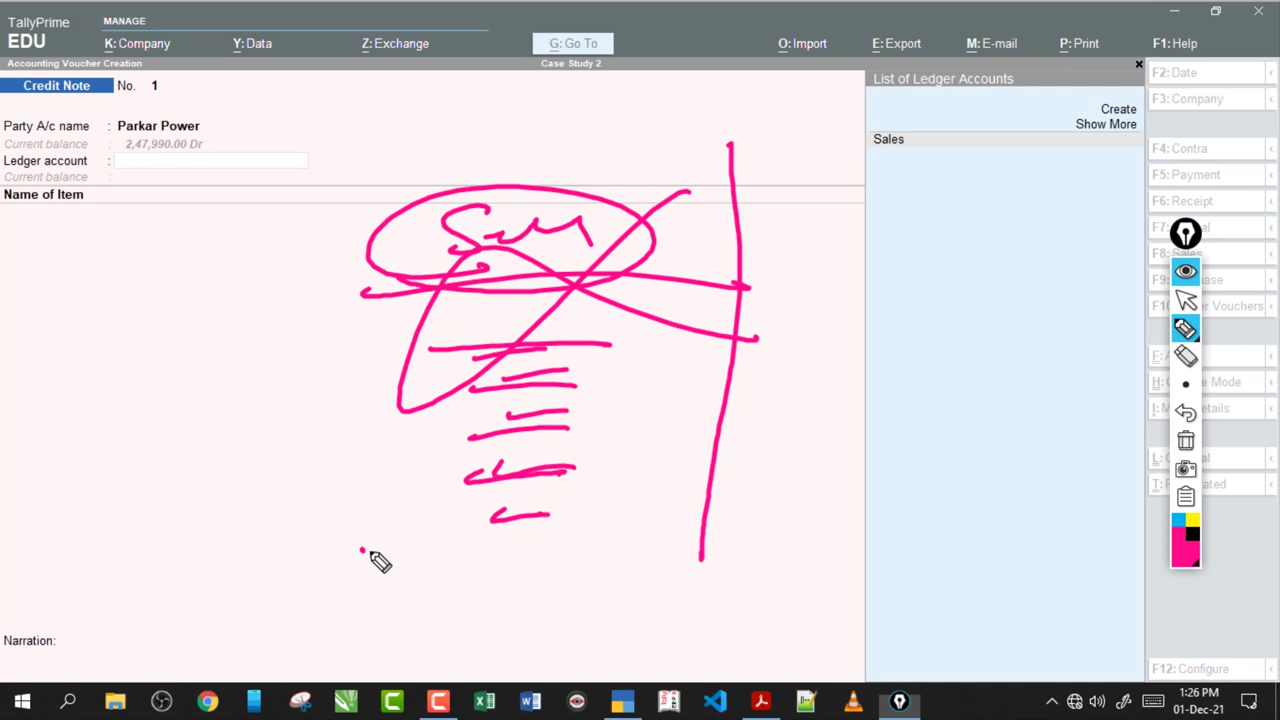 TallyPrime
EDU
MANAGE
K: Company Y: Data Z: Exchange G: Go To O: Import E: Export M: E-mail P: Print F1: Help
Accounting Voucher Creation Case Study 2
Credit Note No. 1
Party A/c name : Parkar Power
Current balance : 2,47,990.00 Dr
Ledger account :
Current balance :
Name of Item
Narration:
List of Ledger Accounts
Create
Show More
Sales
F2: Date
F3: Company
F4: Contra
F5: Payment
F6: Receipt
F12: Configure
1:26 PM
01-Dec-21